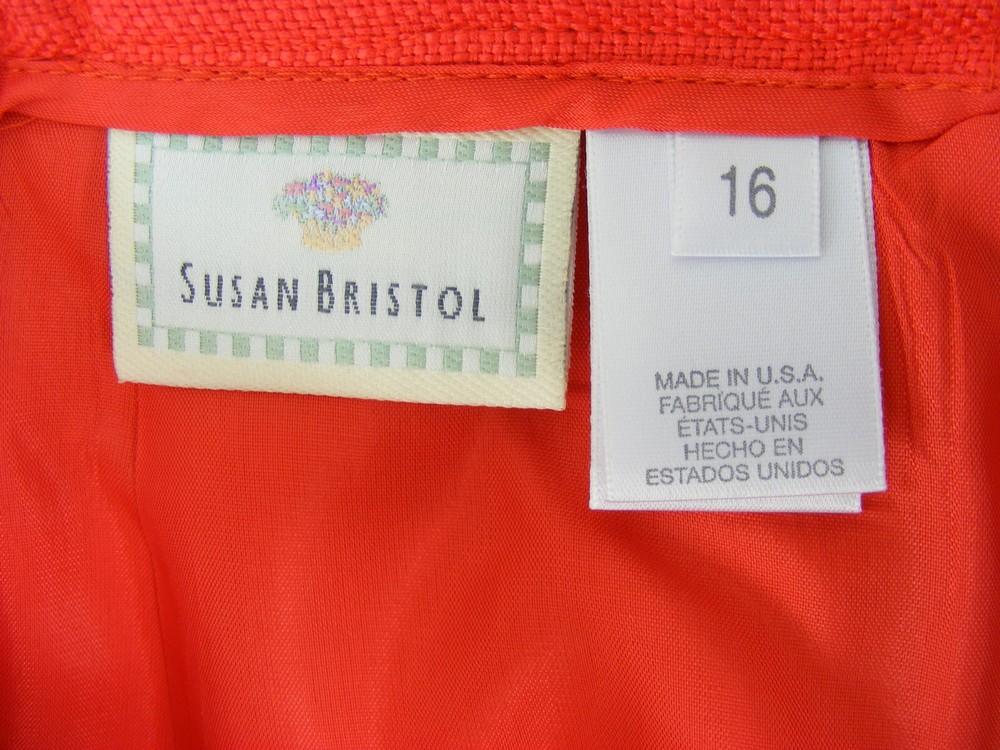 SUSAN BRISTOL
16
MADE IN U.S.A.
FABRIQUÉ AUX
ÉTATS-UNIS
HECHO EN
ESTADOS UNIDOS